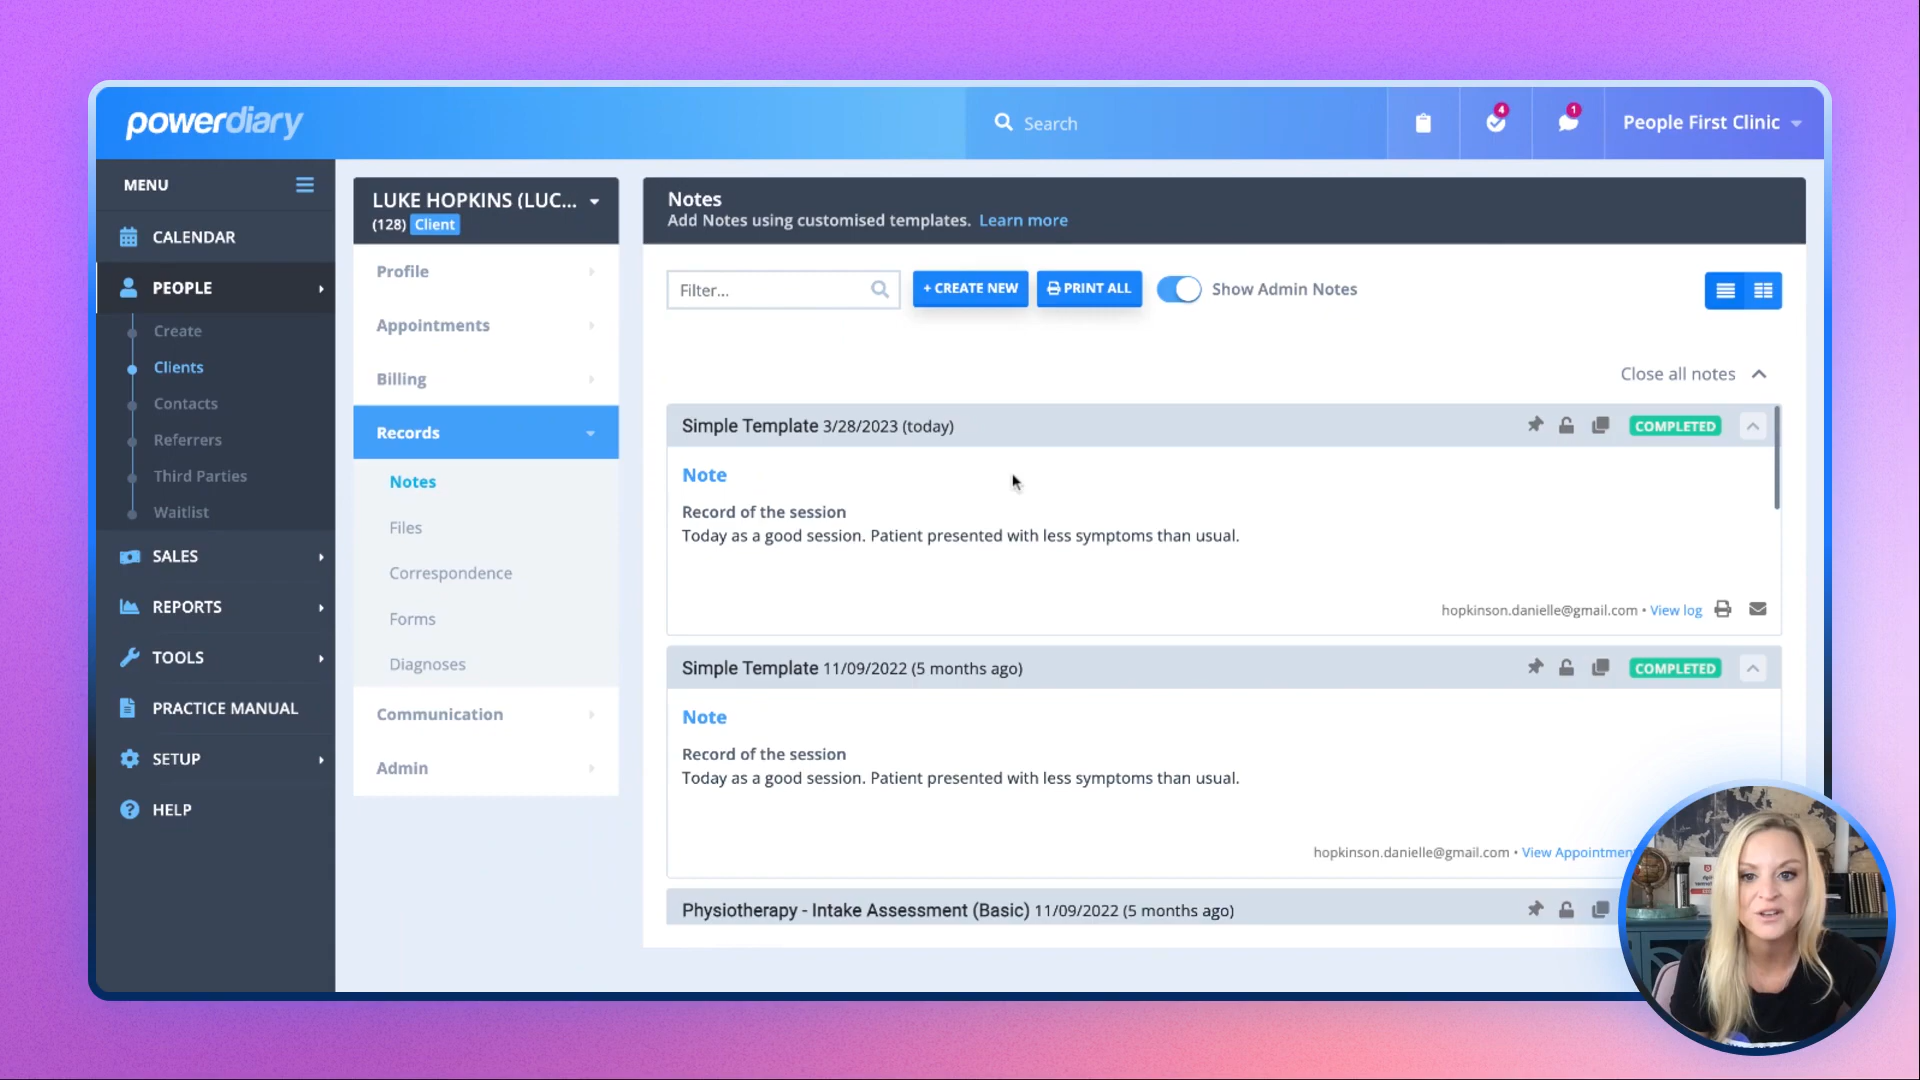 powerdiary
Search
4
1
People First Clinic
MENU
CALENDAR
PEOPLE
Create
Clients
Contacts
Referrers
Third Parties
Waitlist
SALES
REPORTS
TOOLS
PRACTICE MANUAL
SETUP
HELP
LUKE HOPKINS (LUC...
(128) Client
Profile
Appointments
Billing
Records
Notes
Files
Correspondence
Forms
Diagnoses
Communication
Admin
Notes
Add Notes using customised templates. Learn more
Filter...
+ CREATE NEW
PRINT ALL
Show Admin Notes
Close all notes
Simple Template 3/28/2023 (today)
COMPLETED
Note
Record of the session
Today as a good session. Patient presented with less symptoms than usual.
hopkinson.danielle@gmail.com • View log
Simple Template 11/09/2022 (5 months ago)
COMPLETED
Note
Record of the session
Today as a good session. Patient presented with less symptoms than usual.
hopkinson.danielle@gmail.com • View Appointment
Physiotherapy - Intake Assessment (Basic) 11/09/2022 (5 months ago)